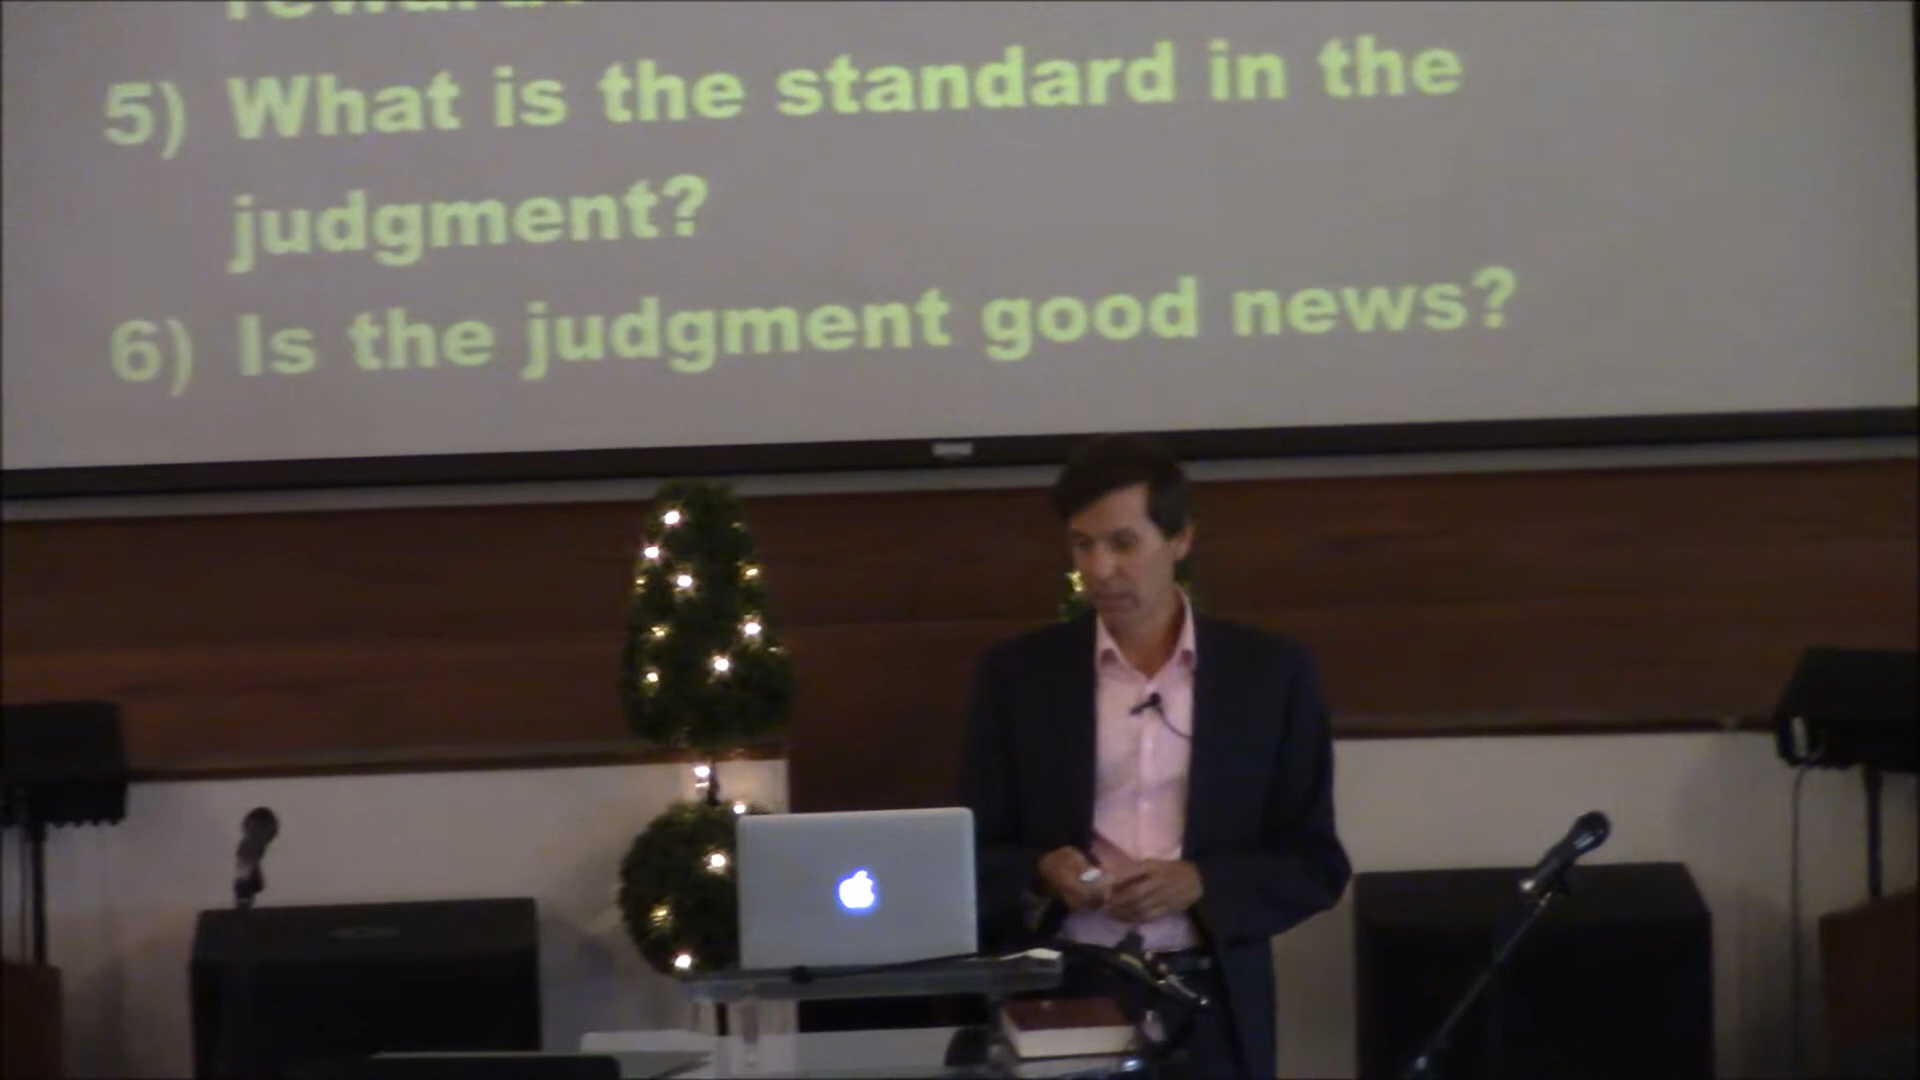 5) What is the standard in the
judgment?
6) Is the judgment good news?